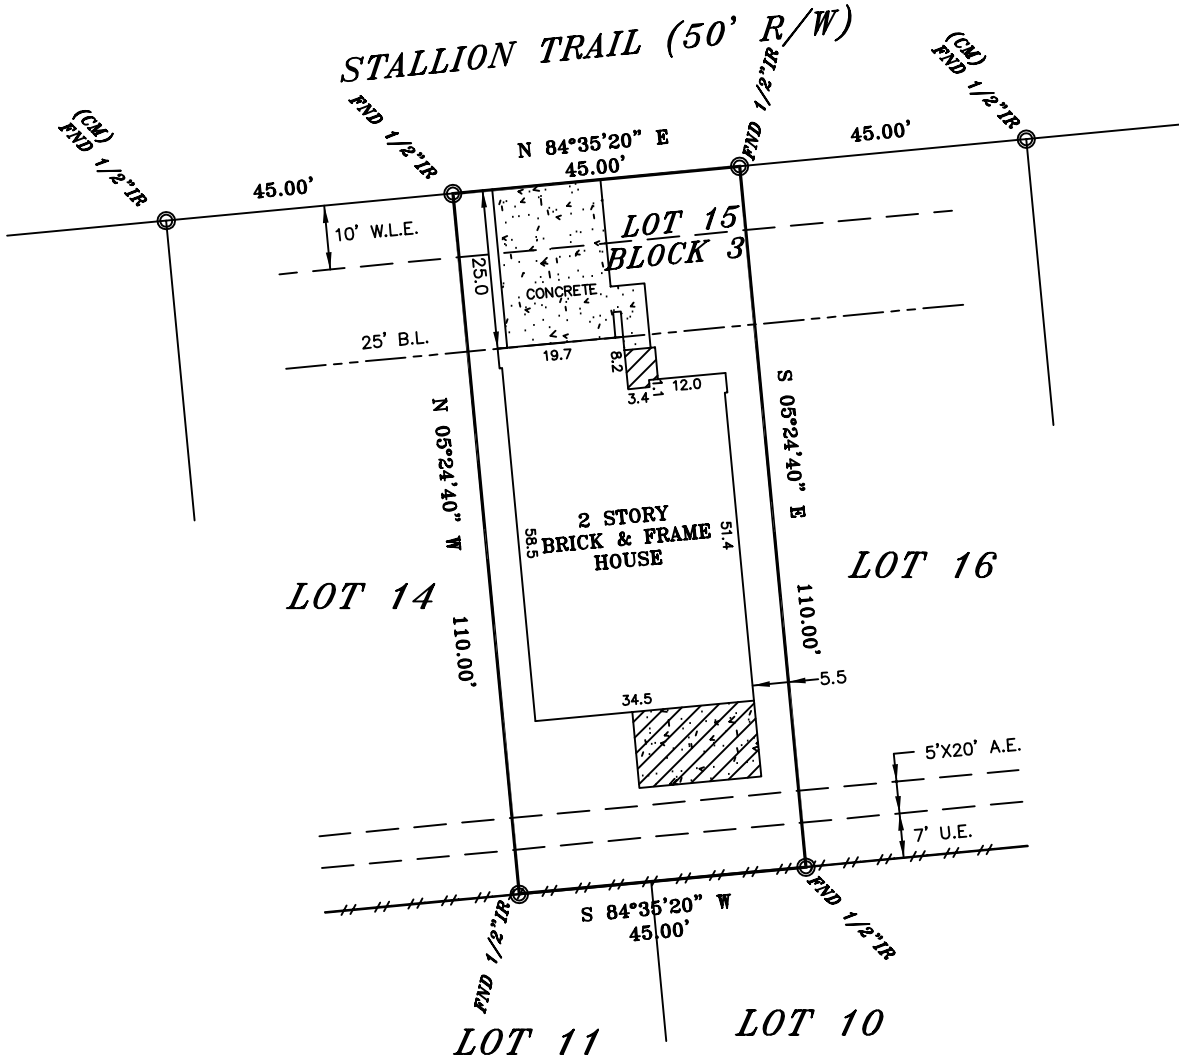 STALLION TRAIL (50' R/W)
(CM)
FND 1/2"IR
FND 1/2"IR
FND 1/2"IR
(CM)
FND 1/2"IR
N 84°35'20" E
45.00'
45.00'
45.00'
10' W.L.E.
LOT 15
BLOCK 3
25.0
CONCRETE
25' B.L.
19.7
8.2
3.4
1.1
12.0
N 05°24'40" W
110.00'
S 05°24'40" E
110.00'
58.5
2 STORY
BRICK & FRAME
HOUSE
51.4
LOT 14
LOT 16
5.5
34.5
5'X20' A.E.
7' U.E.
FND 1/2"IR
S 84°35'20" W
45.00'
FND 1/2"IR
LOT 11
LOT 10